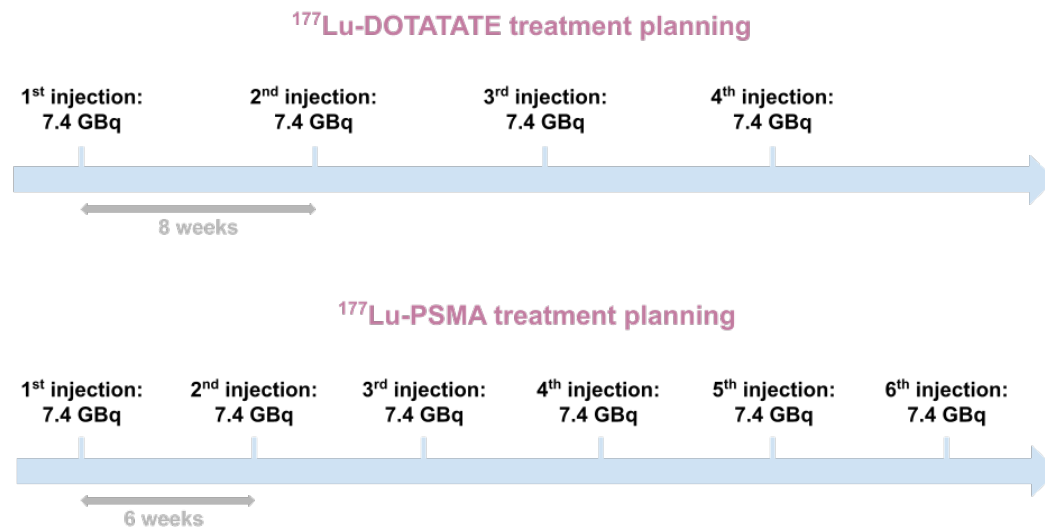 ¹⁷⁷Lu-DOTATATE treatment planning
1ˢᵗ injection:
7.4 GBq
2ⁿᵈ injection:
7.4 GBq
3ʳᵈ injection:
7.4 GBq
4ᵗʰ injection:
7.4 GBq
8 weeks
¹⁷⁷Lu-PSMA treatment planning
1ˢᵗ injection:
7.4 GBq
2ⁿᵈ injection:
7.4 GBq
3ʳᵈ injection:
7.4 GBq
4ᵗʰ injection:
7.4 GBq
5ᵗʰ injection:
7.4 GBq
6ᵗʰ injection:
7.4 GBq
6 weeks